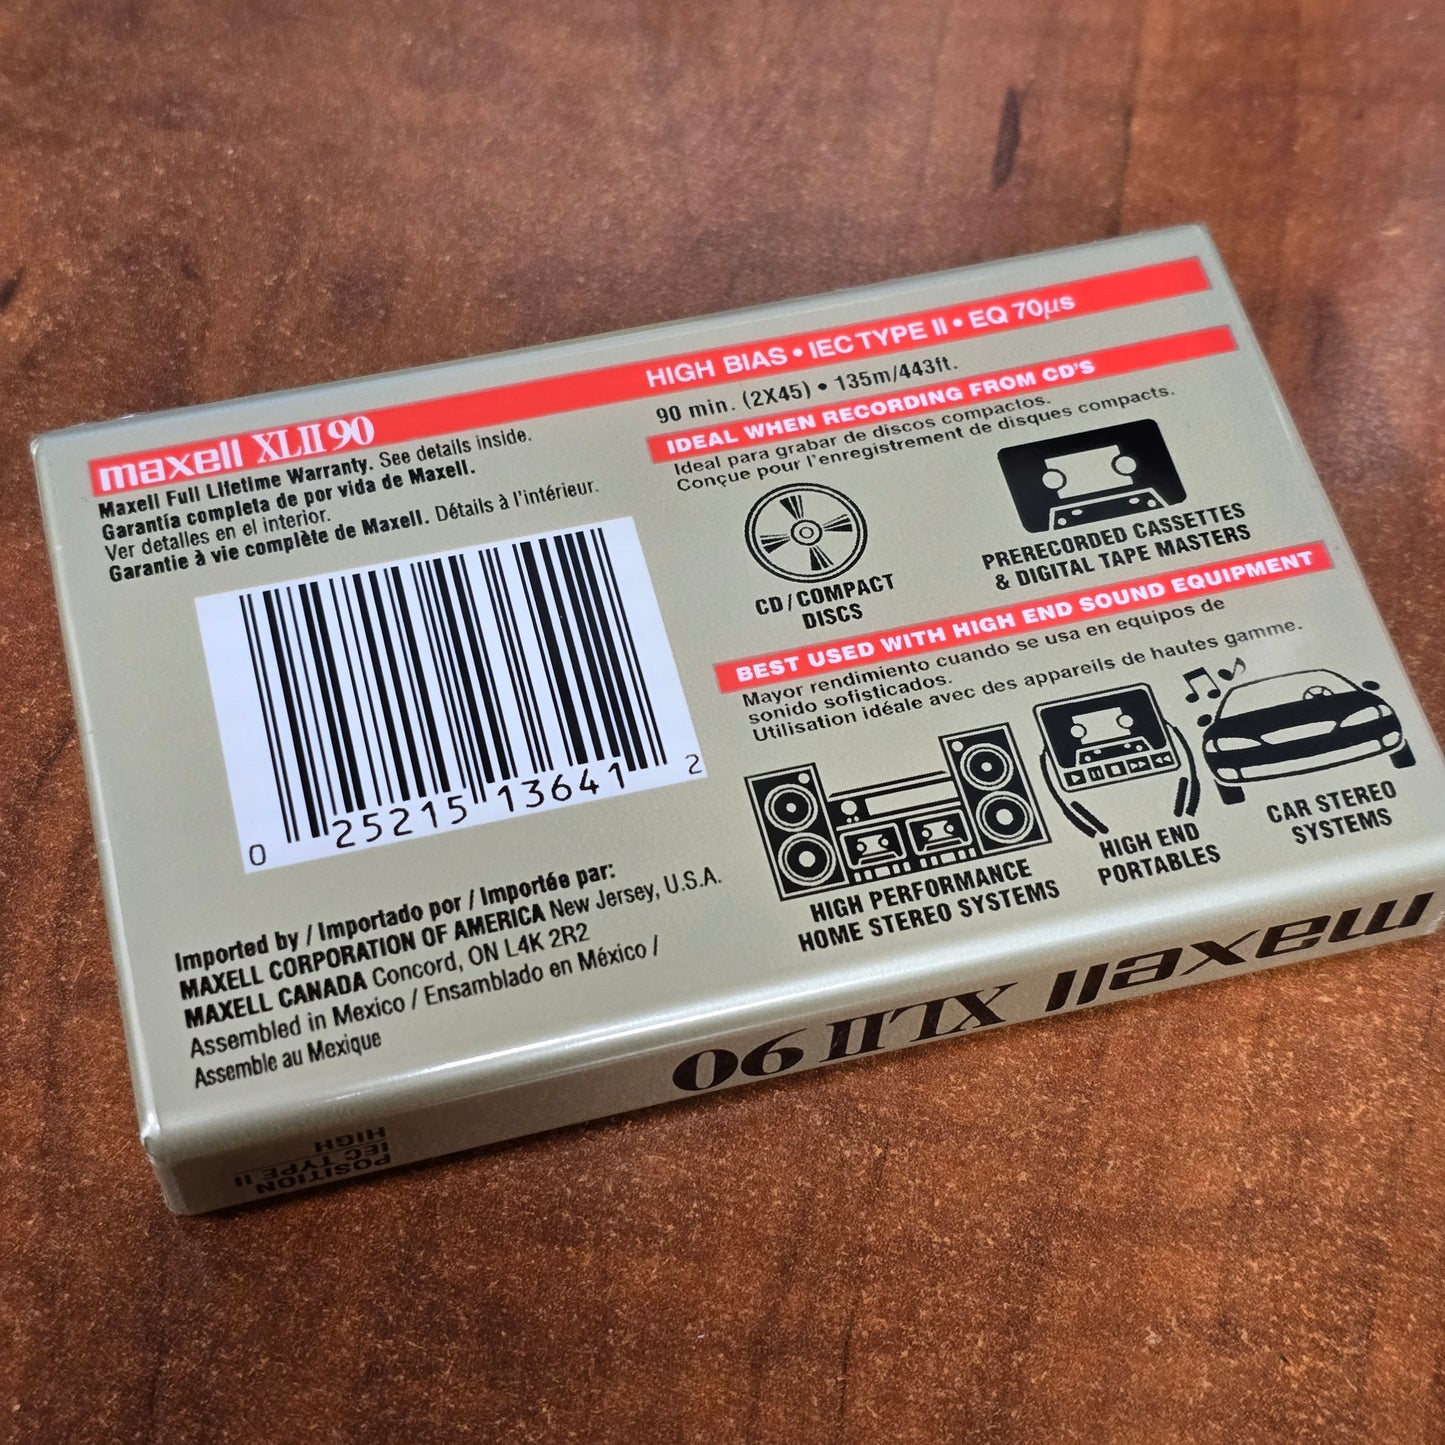 maxell XLII 90
HIGH BIAS • IEC TYPE II • EQ 70µs
Maxell Full Lifetime Warranty. See details inside.
Garantía completa de por vida de Maxell.
Ver detalles en el interior.
Garantie à vie complète de Maxell. Détails à l'intérieur.
0 25215 13641 2
Imported by / Importado por / Importée par:
MAXELL CORPORATION OF AMERICA New Jersey, U.S.A.
MAXELL CANADA Concord, ON L4K 2R2
Assembled in Mexico / Ensamblado en México /
Assemble au Mexique
90 min. (2X45) • 135m/443ft.
IDEAL WHEN RECORDING FROM CD'S
Ideal para grabar de discos compactos.
Conçue pour l'enregistrement de disques compacts.
CD/COMPACT
DISCS
PRERECORDED CASSETTES
& DIGITAL TAPE MASTERS
BEST USED WITH HIGH END SOUND EQUIPMENT
Mayor rendimiento cuando se usa en equipos de
sonido sofisticados.
Utilisation idéale avec des appareils de hautes gamme.
HIGH PERFORMANCE
HOME STEREO SYSTEMS
HIGH END
PORTABLES
CAR STEREO
SYSTEMS
maxell XLII 90
POSITION
IEC TYPE II
HIGH